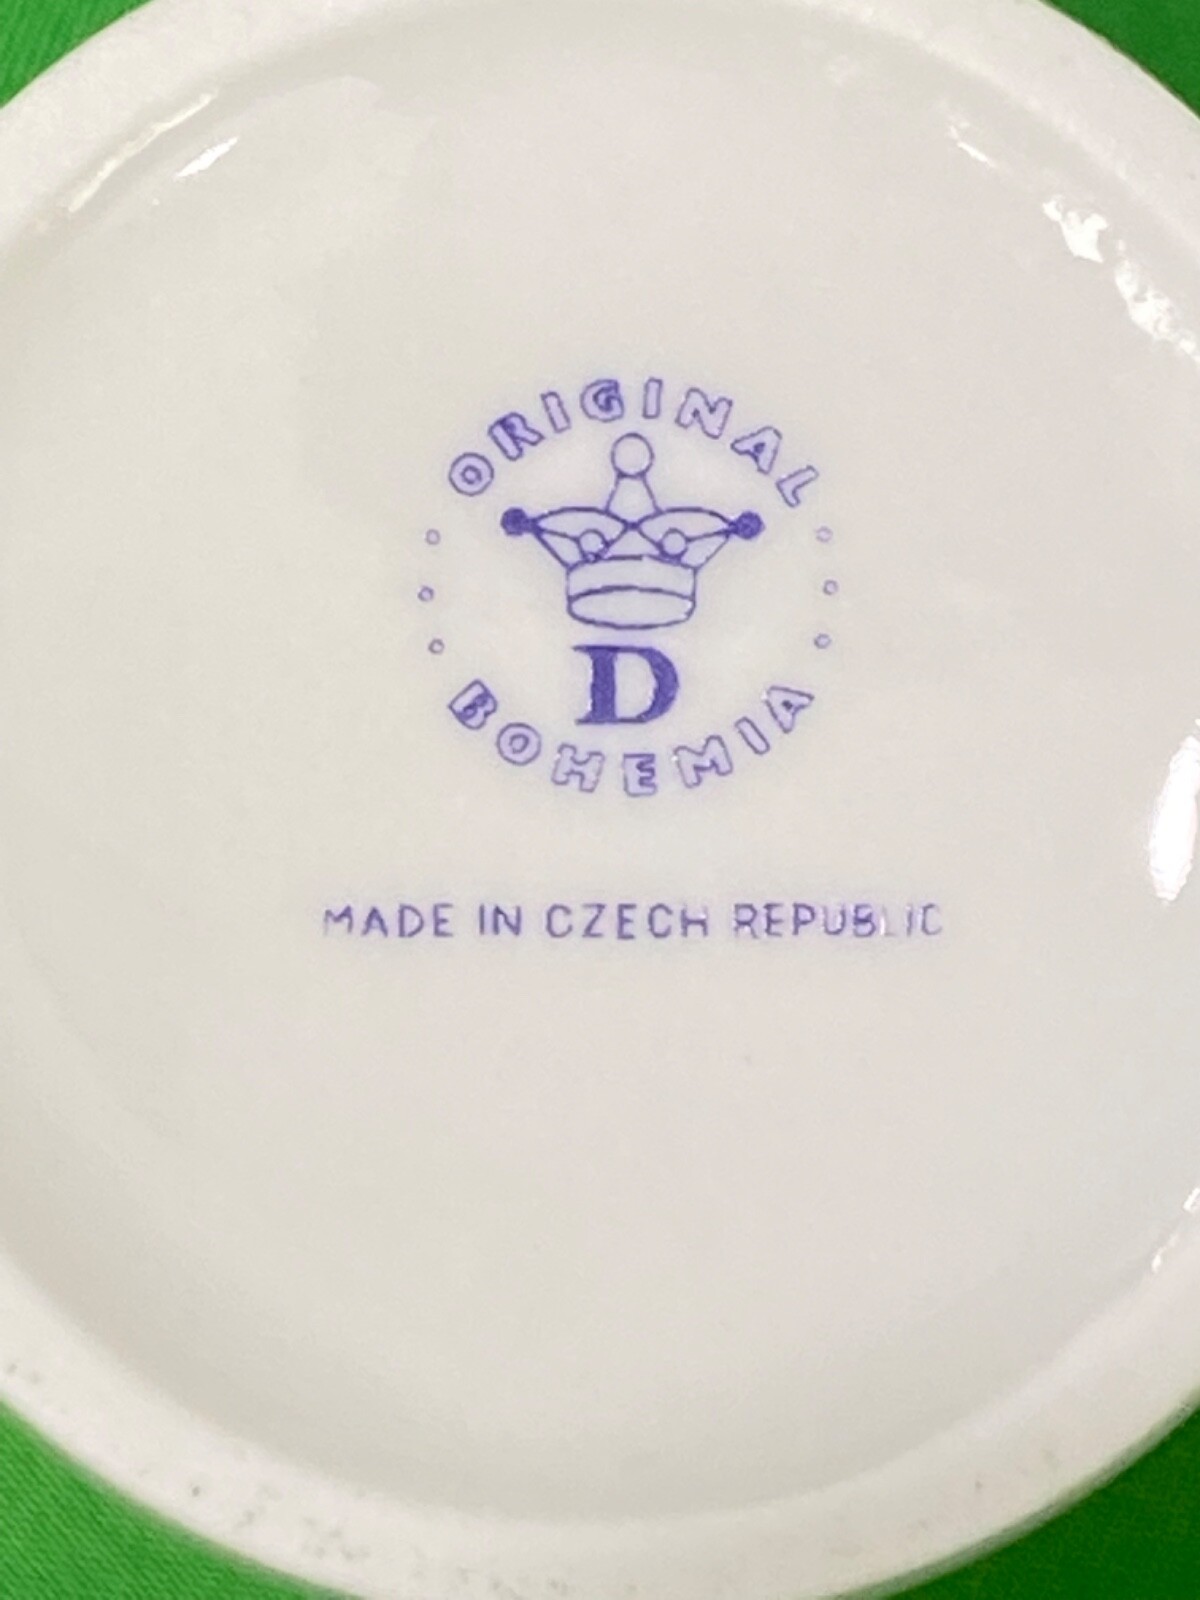 ORIGINAL
D
BOHEMIA
MADE IN CZECH REPUBLIC